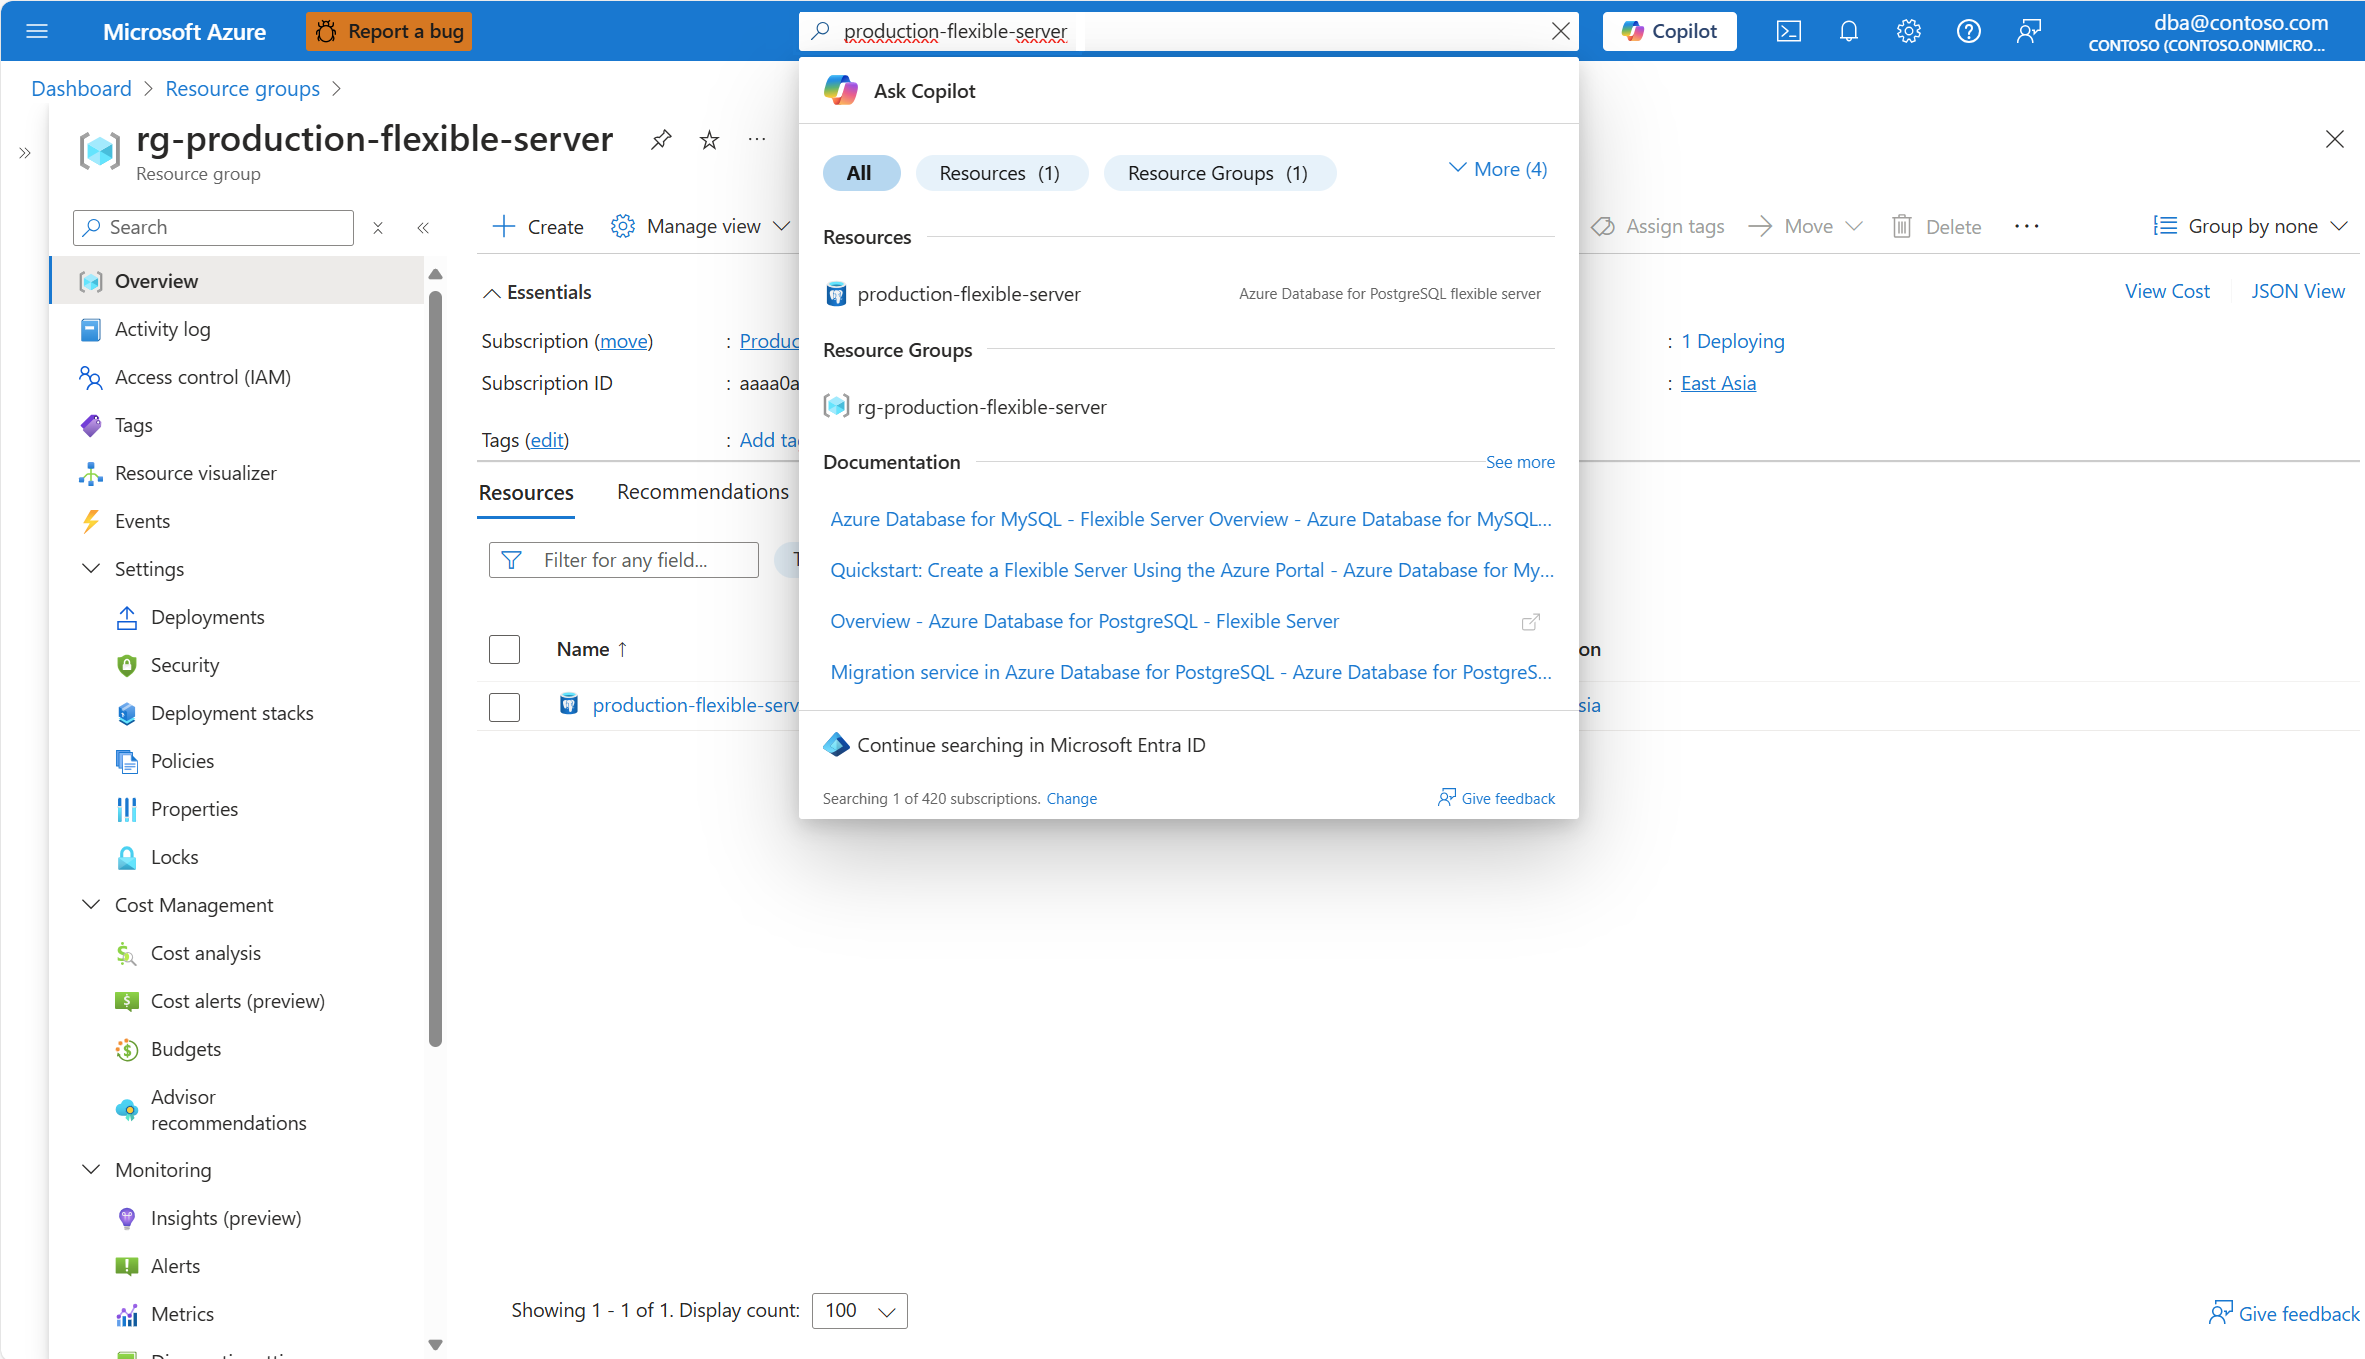 Microsoft Azure
Report a bug
production-flexible-server
Copilot
dba@contoso.com
CONTOSO (CONTOSO.ONMICRO...
Dashboard
Resource groups
rg-production-flexible-server
Resource group
Search
Overview
Activity log
Access control (IAM)
Tags
Resource visualizer
Events
Settings
Deployments
Security
Deployment stacks
Policies
Properties
Locks
Cost Management
Cost analysis
Cost alerts (preview)
Budgets
Advisor
recommendations
Monitoring
Insights (preview)
Alerts
Metrics
Create
Manage view
Assign tags
Move
Delete
Group by none
Essentials
View Cost
JSON View
Subscription (move) :
: 1 Deploying
Subscription ID : aaaa0a
: East Asia
Tags (edit) : Add
Resources
Recommendations
Filter for any field...
Name ↑
production-flexible-serv
Ask Copilot
All
Resources (1)
Resource Groups (1)
More (4)
Resources
production-flexible-server
Azure Database for PostgreSQL flexible server
Resource Groups
rg-production-flexible-server
Documentation
See more
Azure Database for MySQL - Flexible Server Overview - Azure Database for MySQL...
Quickstart: Create a Flexible Server Using the Azure Portal - Azure Database for My...
Overview - Azure Database for PostgreSQL - Flexible Server
Migration service in Azure Database for PostgreSQL - Azure Database for PostgreS...
Continue searching in Microsoft Entra ID
Searching 1 of 420 subscriptions. Change
Give feedback
Showing 1 - 1 of 1. Display count: 100
Give feedback